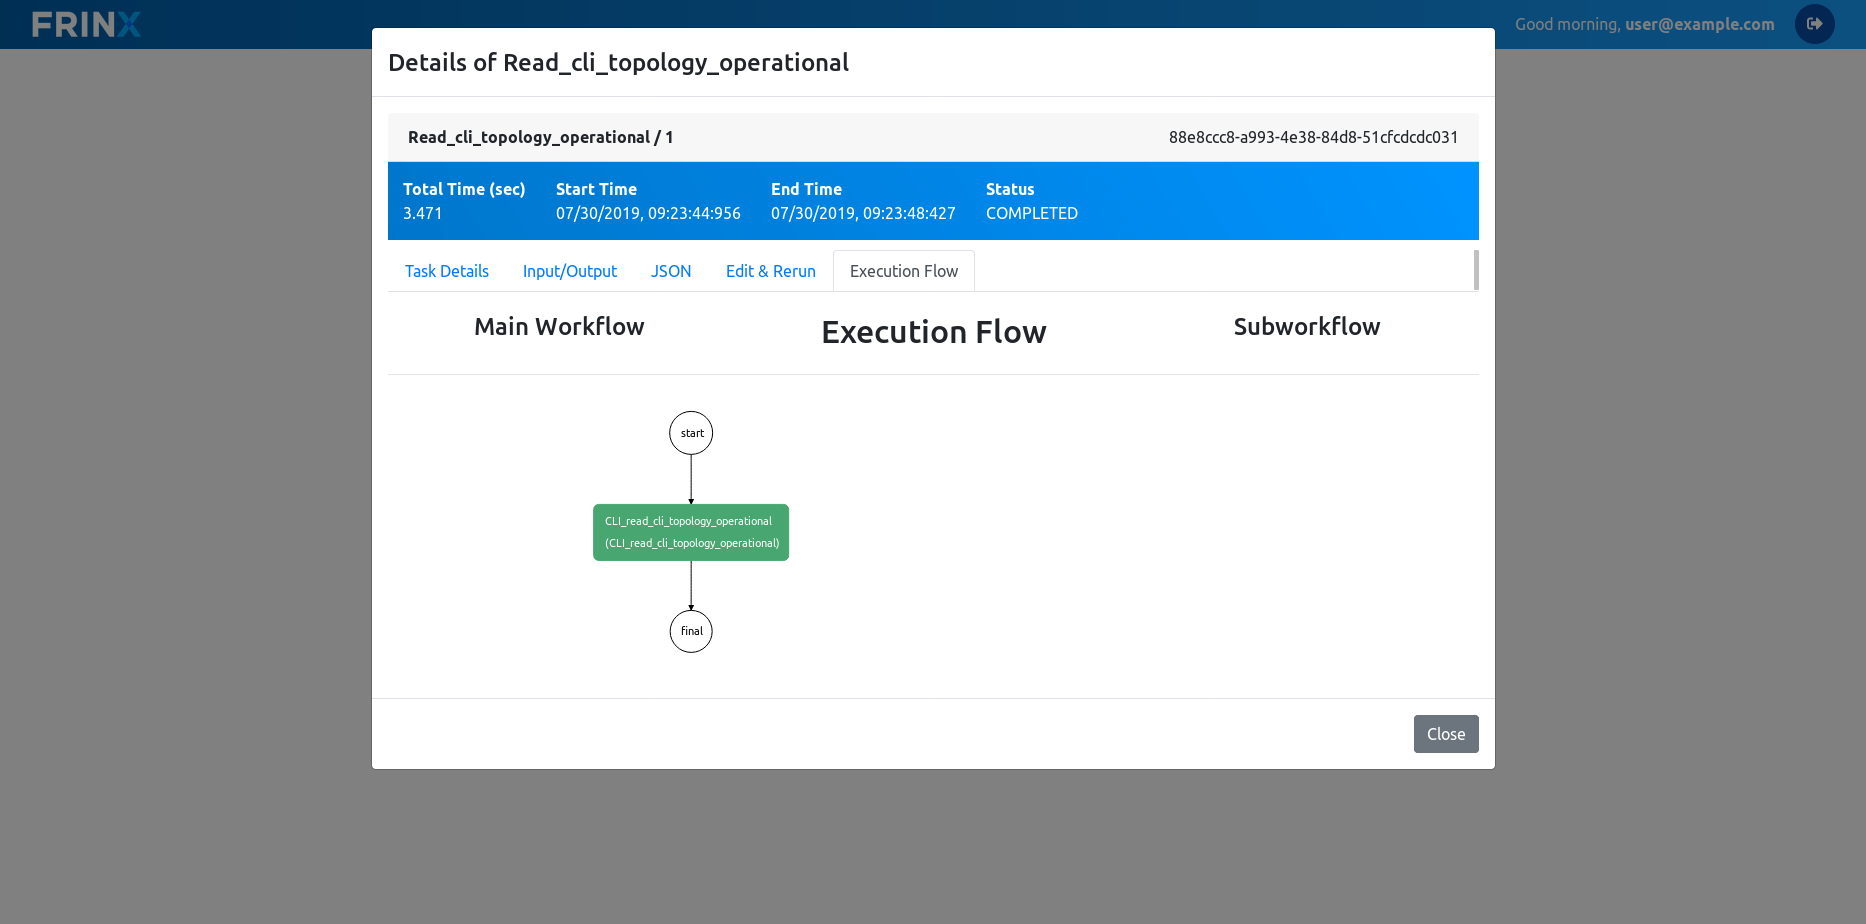 FRINX
Good morning, user@example.com
Details of Read_cli_topology_operational
Read_cli_topology_operational / 1
88e8ccc8-a993-4e38-84d8-51cfcdcdc031
Total Time (sec) Start Time End Time Status
3.471 07/30/2019, 09:23:44:956 07/30/2019, 09:23:48:427 COMPLETED
Task Details Input/Output JSON Edit & Rerun Execution Flow
Main Workflow Execution Flow Subworkflow
start
CLI_read_cli_topology_operational
(CLI_read_cli_topology_operational)
final
Close